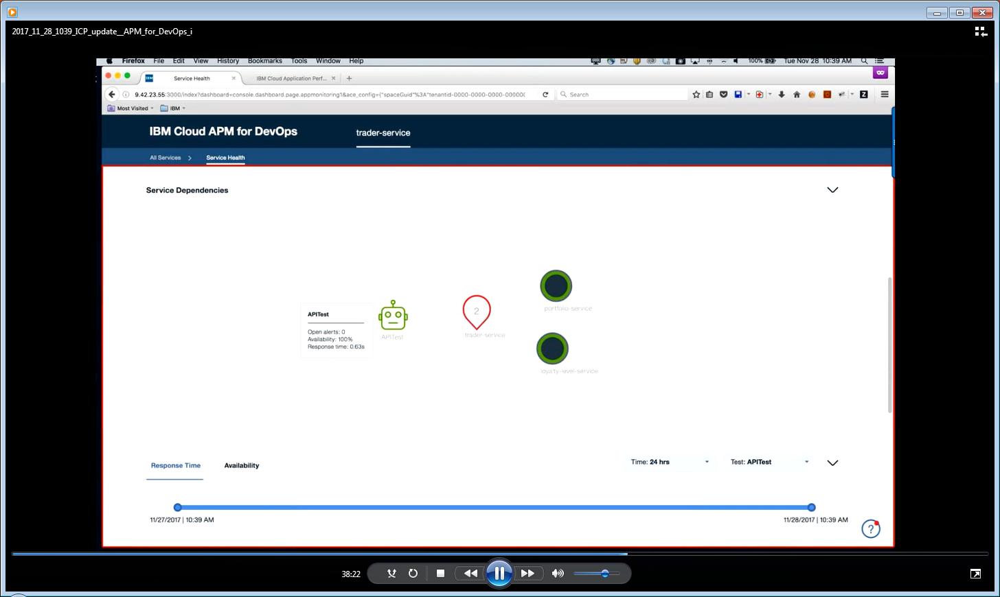 2017_11_28_1039_ICP_update__APM_for_DevOps_i
Firefox File Edit View History Bookmarks Tools Window Help 100% Tue Nov 28 10:39 AM
IBM Service Health IBM Cloud Application Perf...
9.42.23.55:3000/index?dashboard=console.dashboard.page.appmonitoring1&ace_config={"spaceGuid"%3A"tenantid-0000-0000-0000-00000( Search
Most Visited IBM
IBM Cloud APM for DevOps trader-service
All Services Service Health
Service Dependencies
APITest
Open alerts: 0
Availability: 100%
Response time: 0.63s
APITest
2
trader-service
portfolio-service
loyalty-level-service
Response Time Availability Time: 24 hrs Test: APITest
11/27/2017 | 10:39 AM 11/28/2017 | 10:39 AM
?
38:22